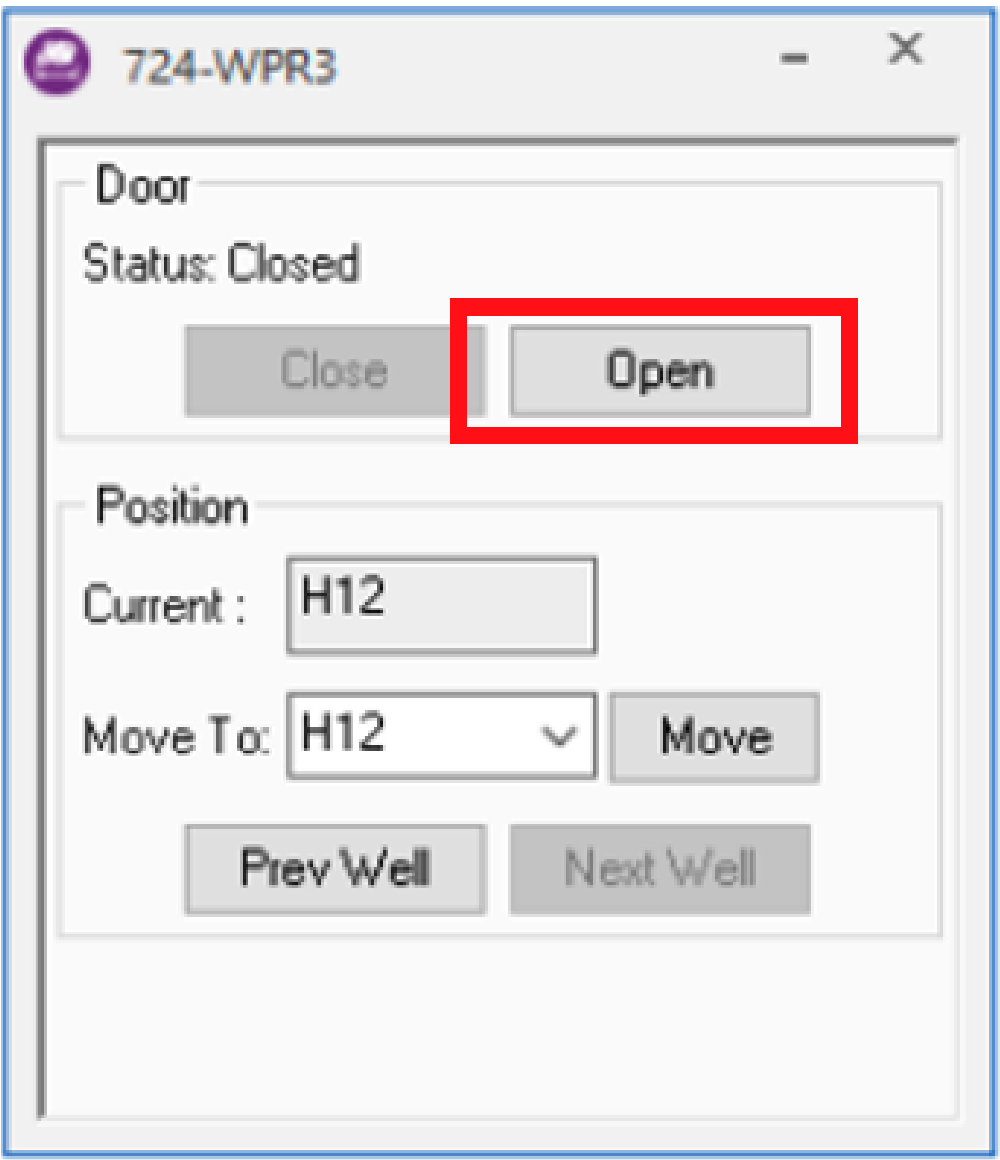 724-WPR3
Door
Status: Closed
Close Open
Position
Current : H12
Move To: H12 Move
Prev Well Next Well